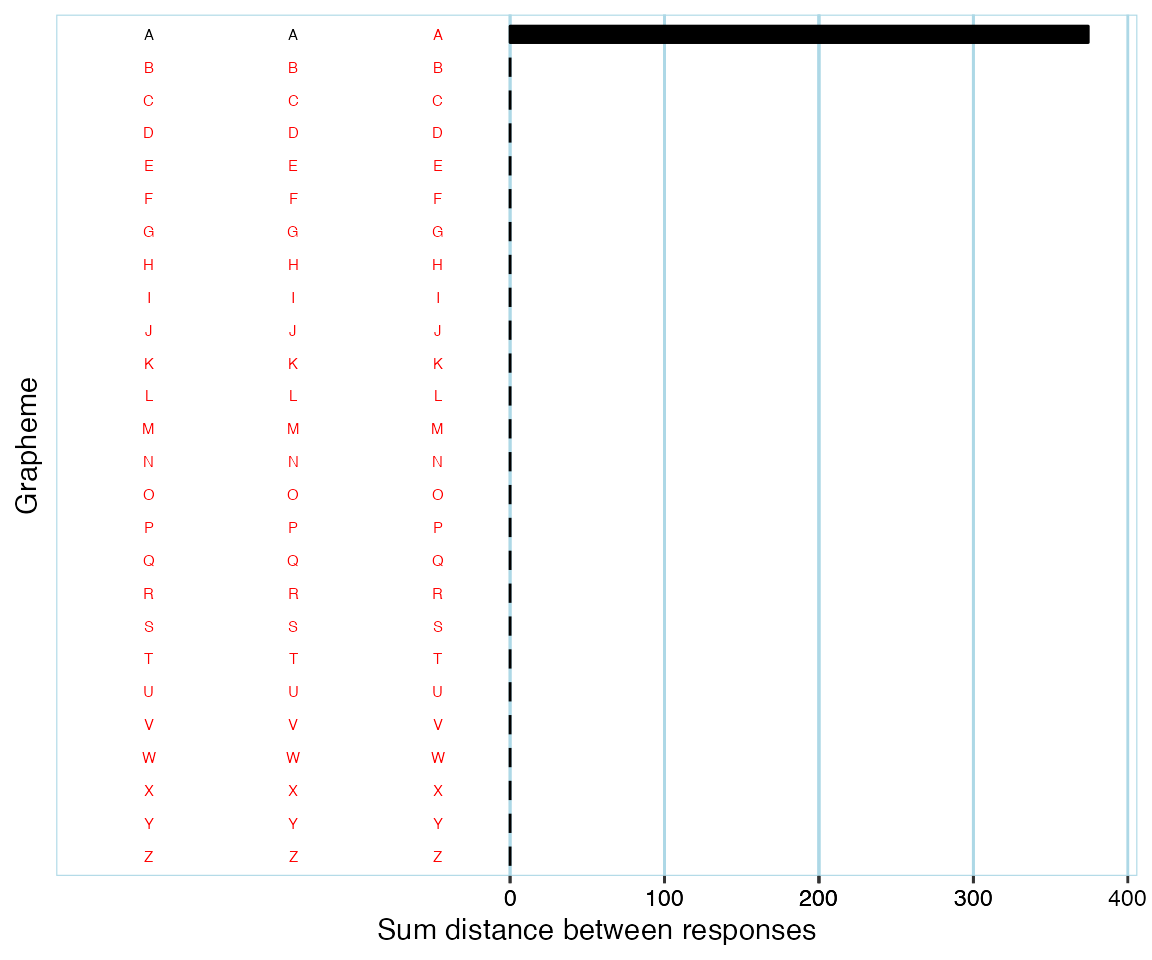 A A A
B B B
C C C
D D D
E E E
F F F
G G G
H H H
I I I
J J J
K K K
L L L
M M M
N N N
O O O
P P P
Q Q Q
R R R
S S S
T T T
U U U
V V V
W W W
X X X
Y Y Y
Z Z Z
Grapheme
0 100 200 300 400
Sum distance between responses